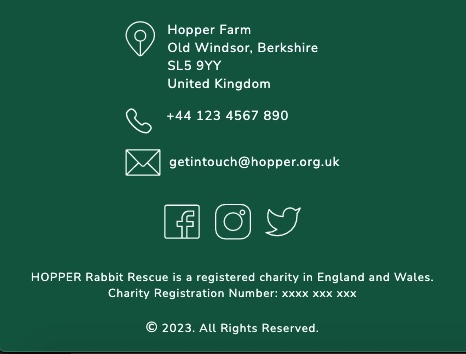 Hopper Farm
Old Windsor, Berkshire
SL5 9YY
United Kingdom
+44 123 4567 890
getintouch@hopper.org.uk
HOPPER Rabbit Rescue is a registered charity in England and Wales.
Charity Registration Number: xxxx xxx xxx
© 2023. All Rights Reserved.